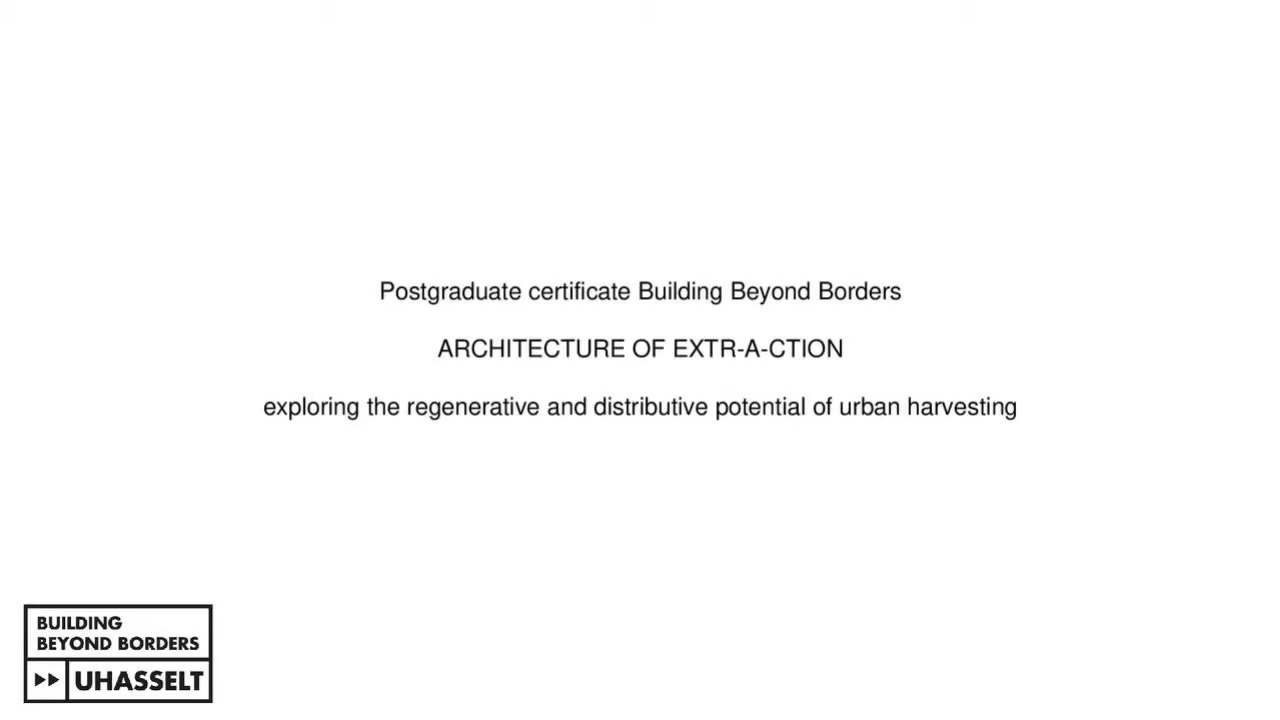 Postgraduate certificate Building Beyond Borders
ARCHITECTURE OF EXTR-A-CTION
exploring the regenerative and distributive potential of urban harvesting
BUILDING
BEYOND BORDERS
UHASSELT